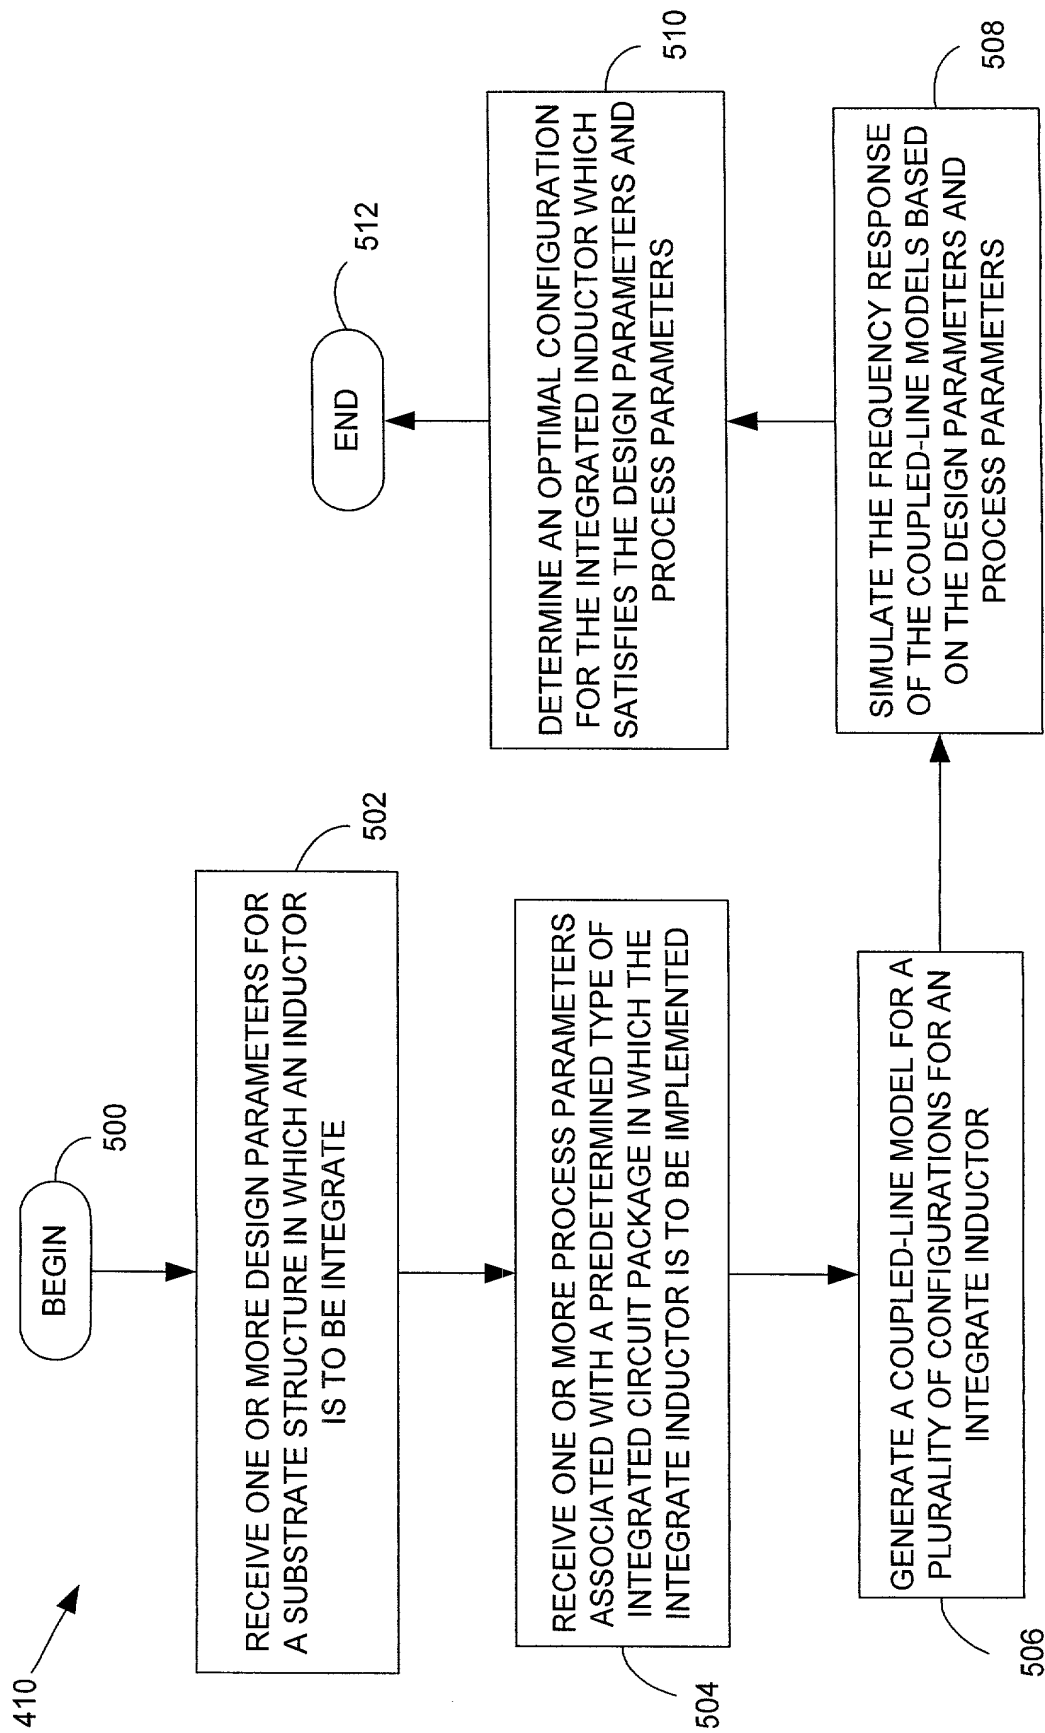 410
BEGIN
500
RECEIVE ONE OR MORE DESIGN PARAMETERS FOR
A SUBSTRATE STRUCTURE IN WHICH AN INDUCTOR
IS TO BE INTEGRATE
502
RECEIVE ONE OR MORE PROCESS PARAMETERS
ASSOCIATED WITH A PREDETERMINED TYPE OF
INTEGRATED CIRCUIT PACKAGE IN WHICH THE
INTEGRATE INDUCTOR IS TO BE IMPLEMENTED
504
GENERATE A COUPLED-LINE MODEL FOR A
PLURALITY OF CONFIGURATIONS FOR AN
INTEGRATE INDUCTOR
506
SIMULATE THE FREQUENCY RESPONSE
OF THE COUPLED-LINE MODELS BASED
ON THE DESIGN PARAMETERS AND
PROCESS PARAMETERS
508
DETERMINE AN OPTIMAL CONFIGURATION
FOR THE INTEGRATED INDUCTOR WHICH
SATISFIES THE DESIGN PARAMETERS AND
PROCESS PARAMETERS
510
END
512